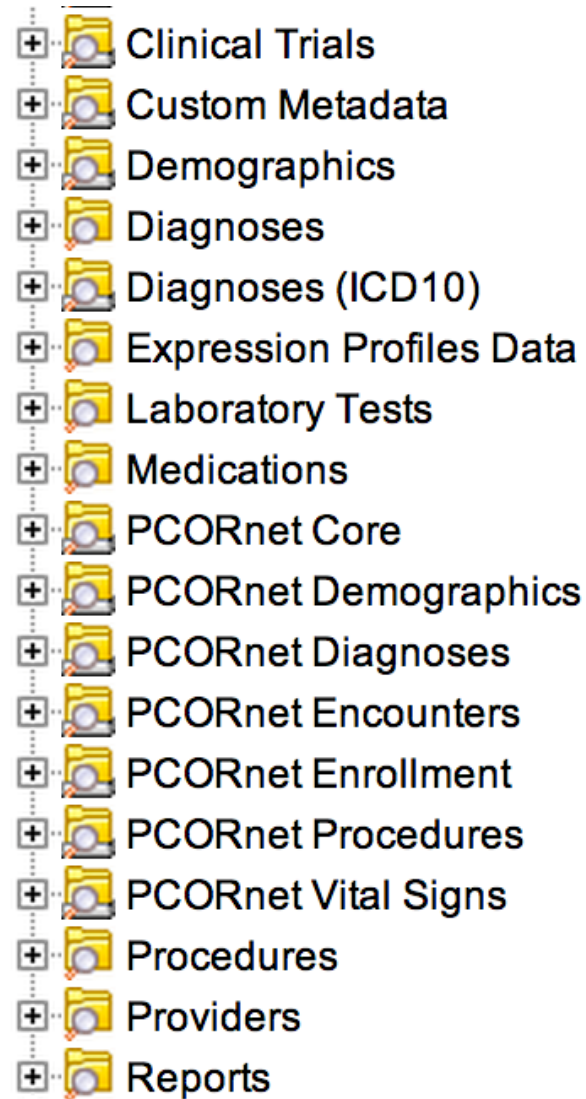 Clinical Trials
Custom Metadata
Demographics
Diagnoses
Diagnoses (ICD10)
Expression Profiles Data
Laboratory Tests
Medications
PCORnet Core
PCORnet Demographics
PCORnet Diagnoses
PCORnet Encounters
PCORnet Enrollment
PCORnet Procedures
PCORnet Vital Signs
Procedures
Providers
Reports